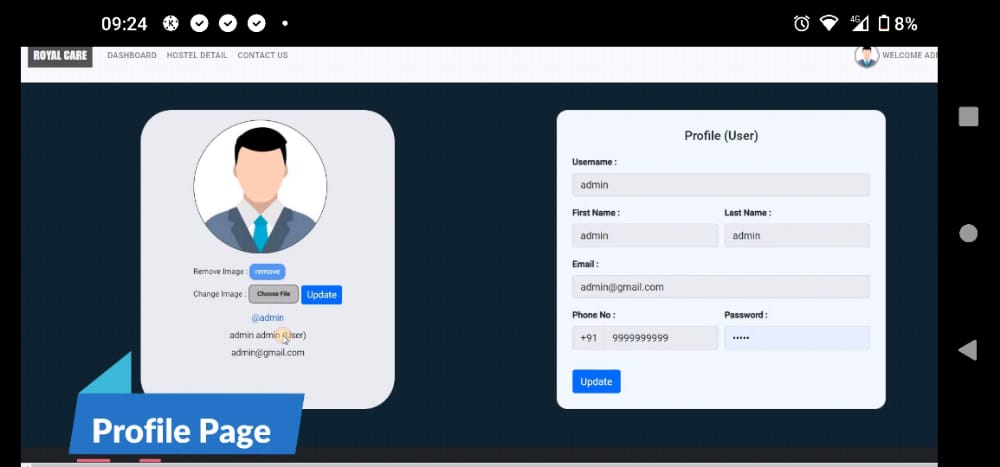 09:24
4G 8%
ROYAL CARE DASHBOARD HOSTEL DETAIL CONTACT US WELCOME ADI
Remove Image : remove
Change Image : Choose File Update
@admin
admin admin (User)
admin@gmail.com
Profile (User)
Username :
admin
First Name : Last Name :
admin admin
Email :
admin@gmail.com
Phone No : Password :
+91 9999999999 •••••
Update
Profile Page